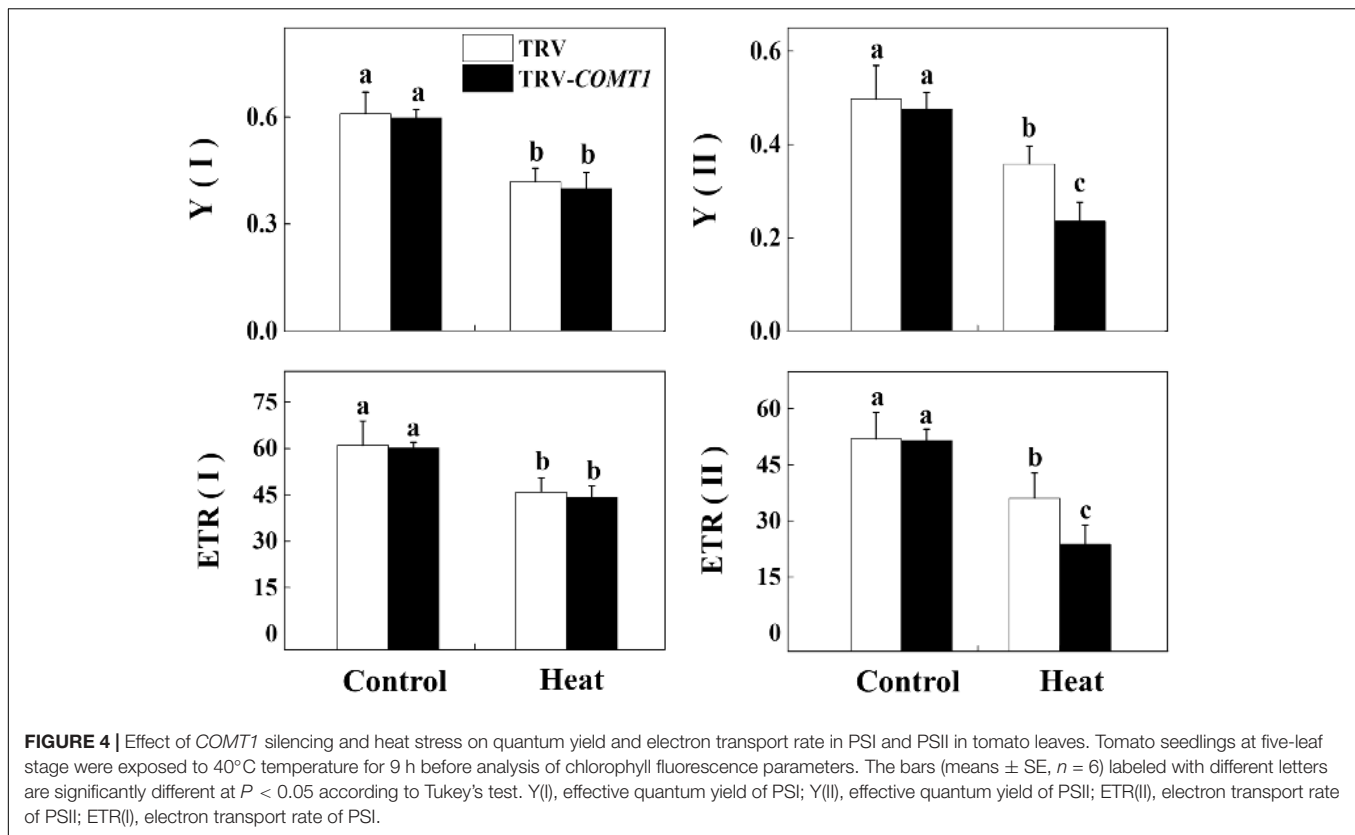 TRV
TRV-COMT1
Y ( I )
0.6
0.3
0.0
a
a
b
b
Y ( II )
0.6
0.4
0.2
0.0
a
a
b
c
ETR ( I )
75
60
45
30
15
0
a
a
b
b
Control
Heat
ETR ( II )
60
45
30
15
0
a
a
b
c
Control
Heat
FIGURE 4 | Effect of COMT1 silencing and heat stress on quantum yield and electron transport rate in PSI and PSII in tomato leaves. Tomato seedlings at five-leaf
stage were exposed to 40°C temperature for 9 h before analysis of chlorophyll fluorescence parameters. The bars (means ± SE, n = 6) labeled with different letters
are significantly different at P < 0.05 according to Tukey's test. Y(I), effective quantum yield of PSI; Y(II), effective quantum yield of PSII; ETR(II), electron transport rate
of PSII; ETR(I), electron transport rate of PSI.